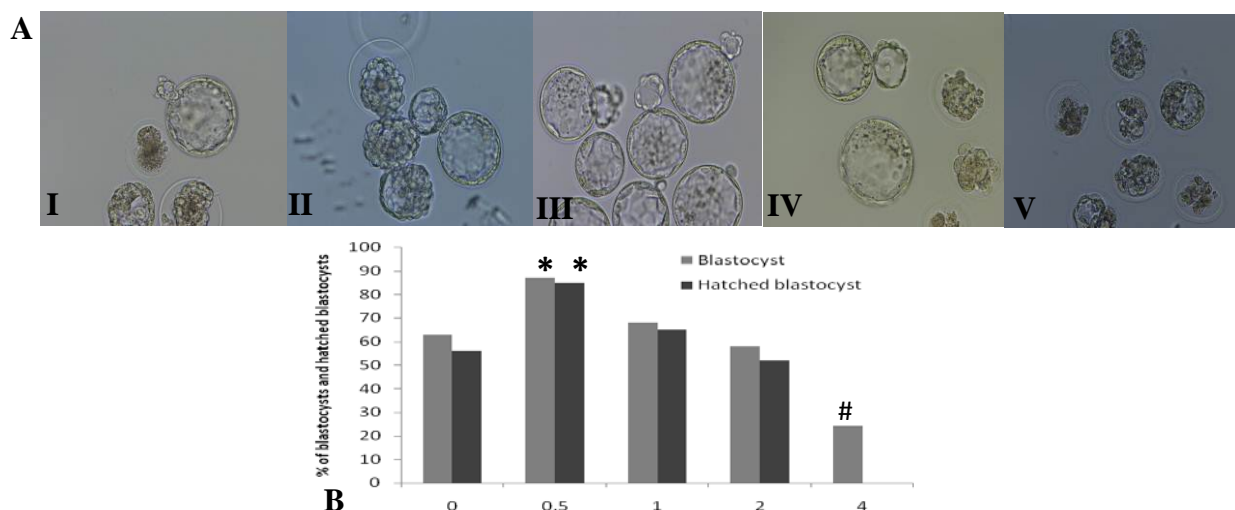 A
I
II
III
IV
V
% of blastocysts and hatched blastocysts
100
90
80
70
60
50
40
30
20
10
0
* *
#
Blastocyst
Hatched blastocyst
0
0.5
1
2
4
B